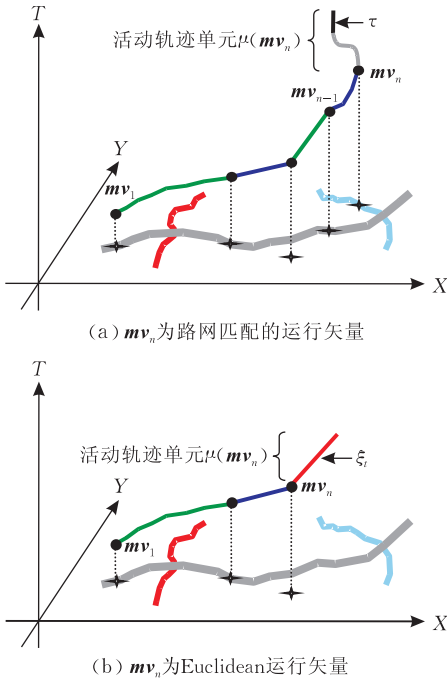 T
活动轨迹单元μ(mvₙ)
τ
mvₙ
mvₙ₋₁
Y
mv₁
X
(a) mvₙ为路网匹配的运行矢量
T
活动轨迹单元μ(mvₙ)
ξₜ
Y
mvₙ
mv₁
X
(b) mvₙ为Euclidean运行矢量